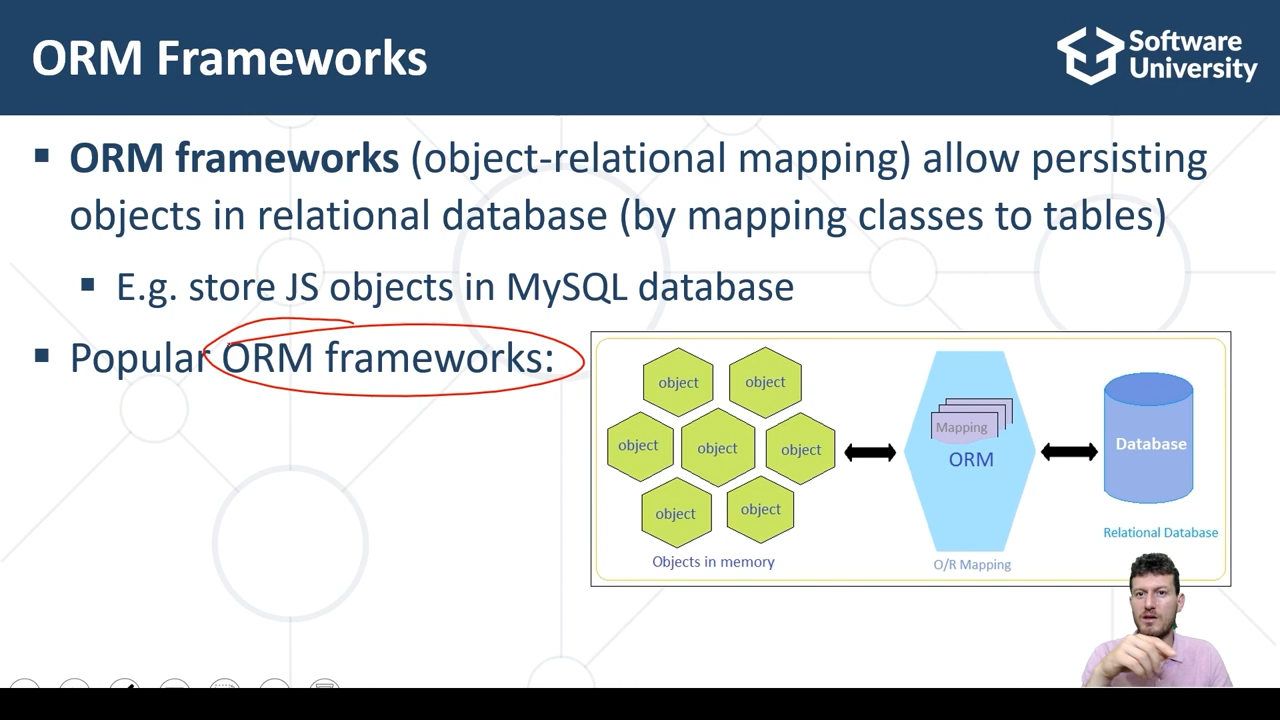 ORM Frameworks
Software
University
ORM frameworks (object-relational mapping) allow persisting
objects in relational database (by mapping classes to tables)
E.g. store JS objects in MySQL database
Popular ORM frameworks:
object
object
object
object
object
object
object
Objects in memory
Mapping
ORM
O/R Mapping
Database
Relational Database